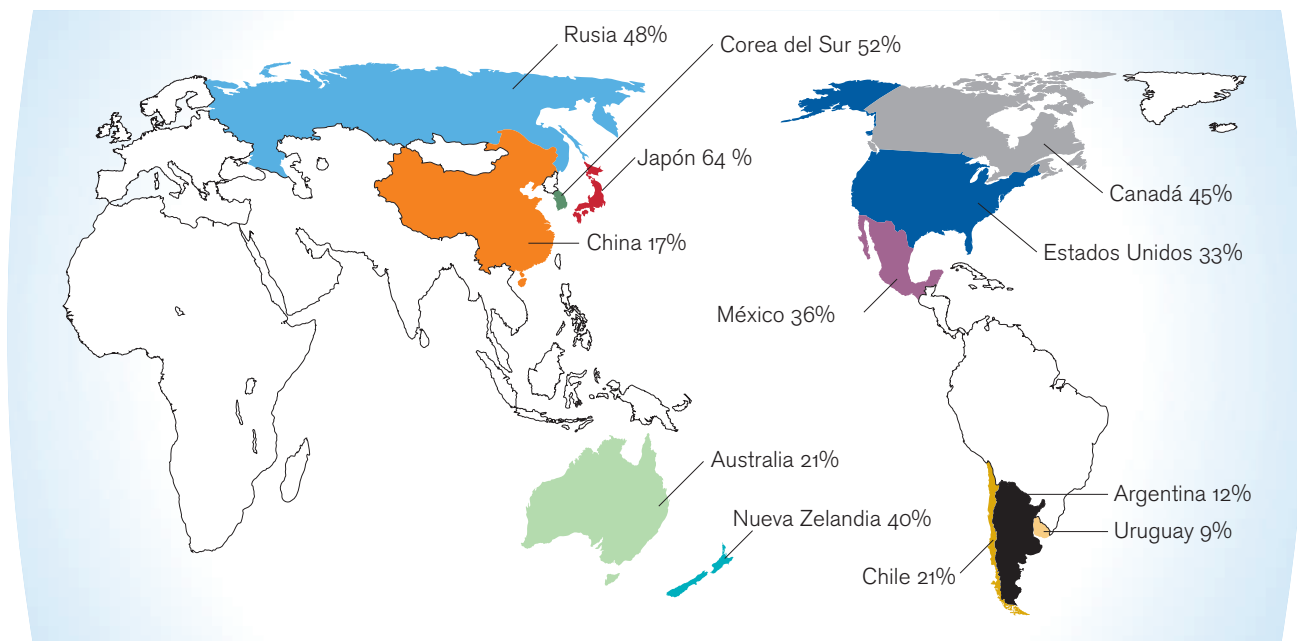 Rusia 48%
Corea del Sur 52%
Japón 64 %
China 17%
Canadá 45%
Estados Unidos 33%
México 36%
Australia 21%
Nueva Zelandia 40%
Argentina 12%
Uruguay 9%
Chile 21%